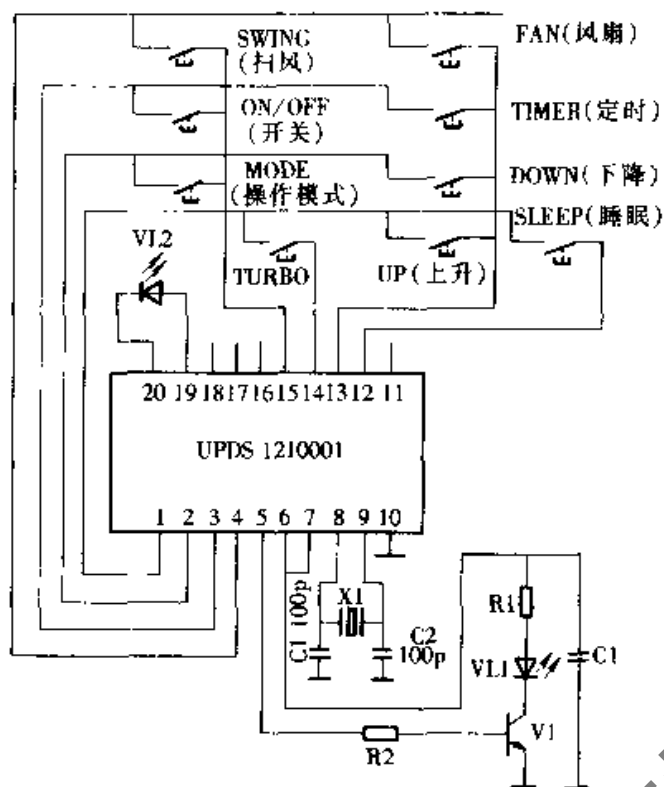 SWING
(扫风)
FAN(风扇)
ON/OFF
(开关)
TIMER(定时)
MODE
(操作模式)
DOWN(下降)
SLEEP(睡眠)
VL2
TURBO
UP(上升)
20 19 18 17 16 15 14 13 12 11
UPDS 1210001
1 2 3 4 5 6 7 8 9 10
C1 100p
X1
C2
100p
R1
VL1
C1
R2
V1